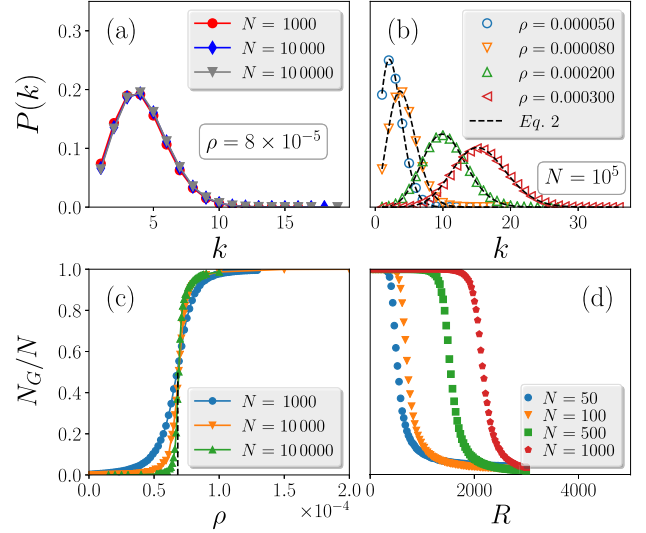 (a)
N = 1000
N = 10 000
N = 10 0000
ρ = 8 × 10⁻⁵
P(k)
0.3
0.2
0.1
0.0
5
10
15
k
(b)
ρ = 0.000050
ρ = 0.000080
ρ = 0.000200
ρ = 0.000300
Eq. 2
N = 10⁵
0
10
20
30
k
(c)
N = 1000
N = 10 000
N = 10 0000
N_G/N
1.0
0.8
0.6
0.4
0.2
0.0
0.0
0.5
1.0
1.5
2.0
×10⁻⁴
ρ
(d)
N = 50
N = 100
N = 500
N = 1000
0
2000
4000
R